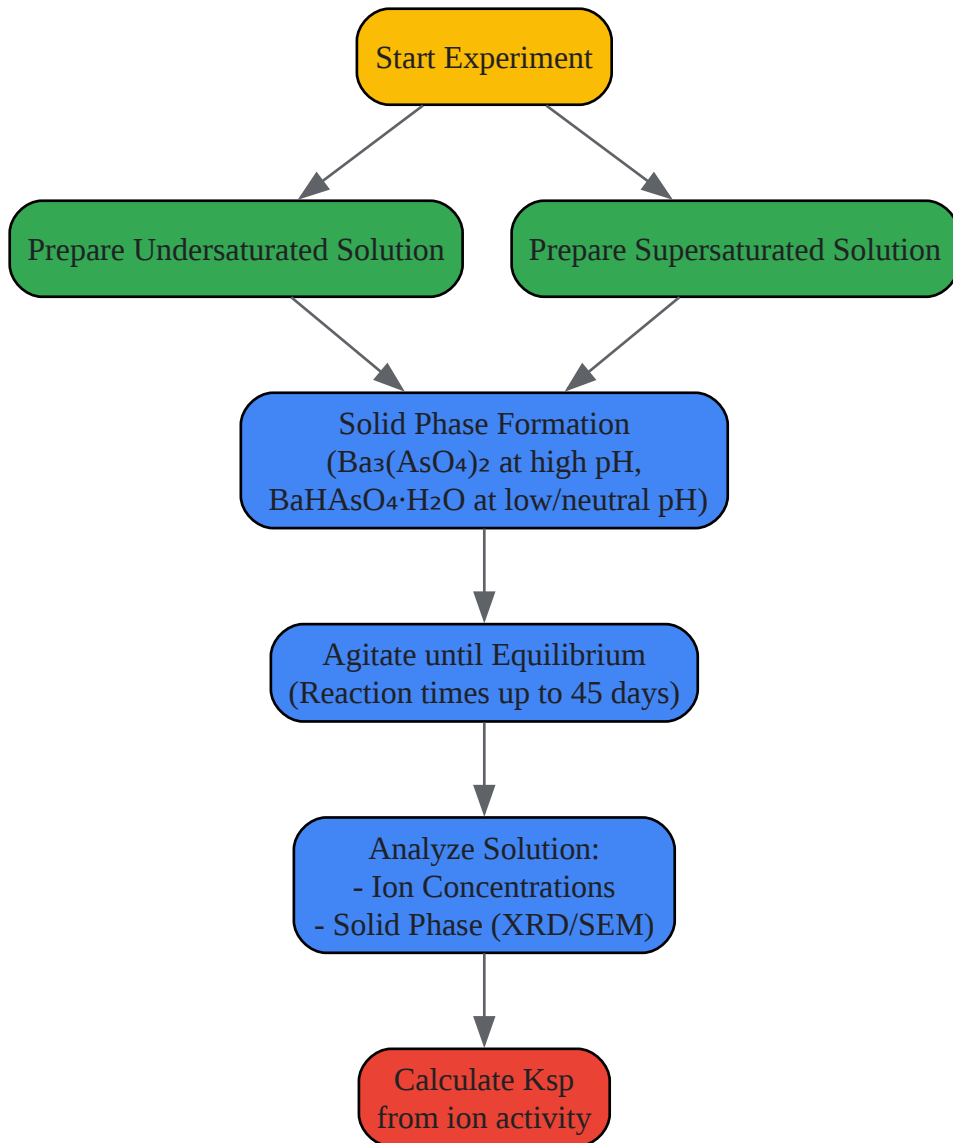 Start Experiment
Prepare Undersaturated Solution
Prepare Supersaturated Solution
Solid Phase Formation
(Ba₃(AsO₄)₂ at high pH,
BaHAsO₄·H₂O at low/neutral pH)
Agitate until Equilibrium
(Reaction times up to 45 days)
Analyze Solution:
- Ion Concentrations
- Solid Phase (XRD/SEM)
Calculate Ksp
from ion activity